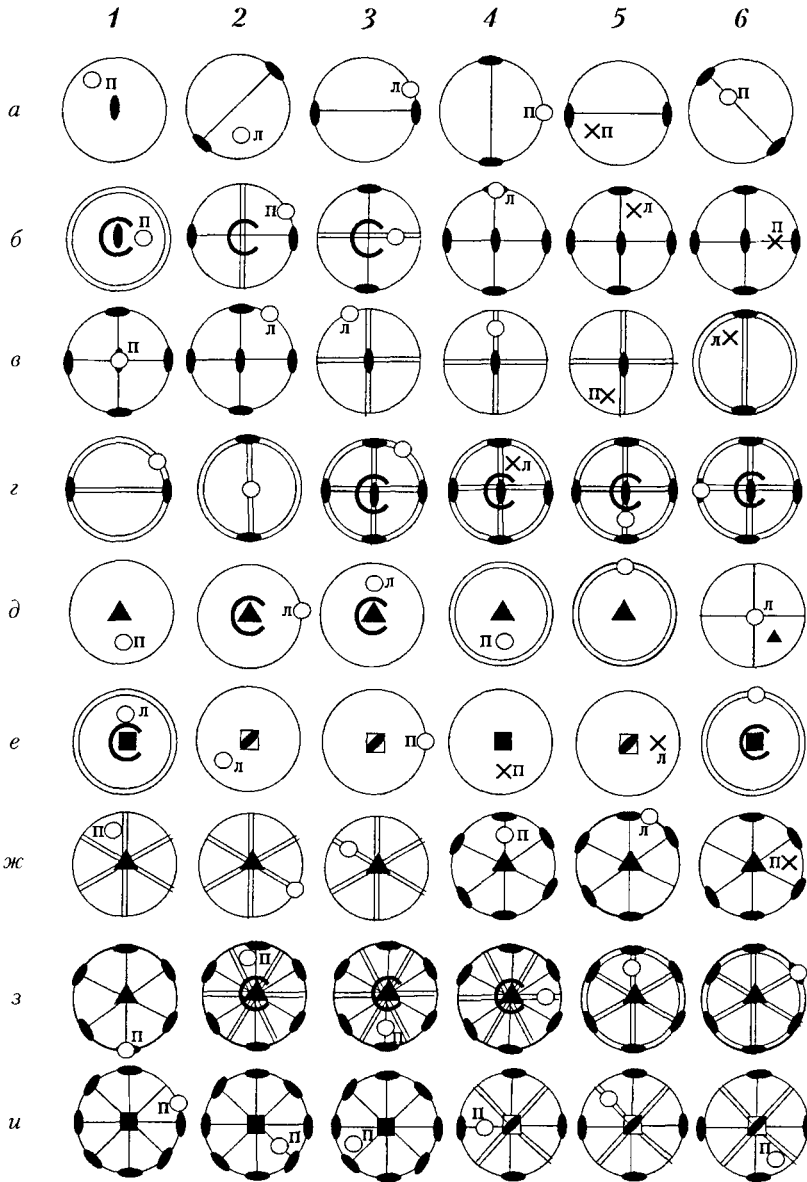 1 2 3 4 5 6
а П Л Л П П П
б C П П C C Л Л П
в П Л Л П Л
г C C Л C C
д П C Л C Л П Л
е C Л Л П П Л C
ж П П Л П
з П C П C П C
и П П П П П